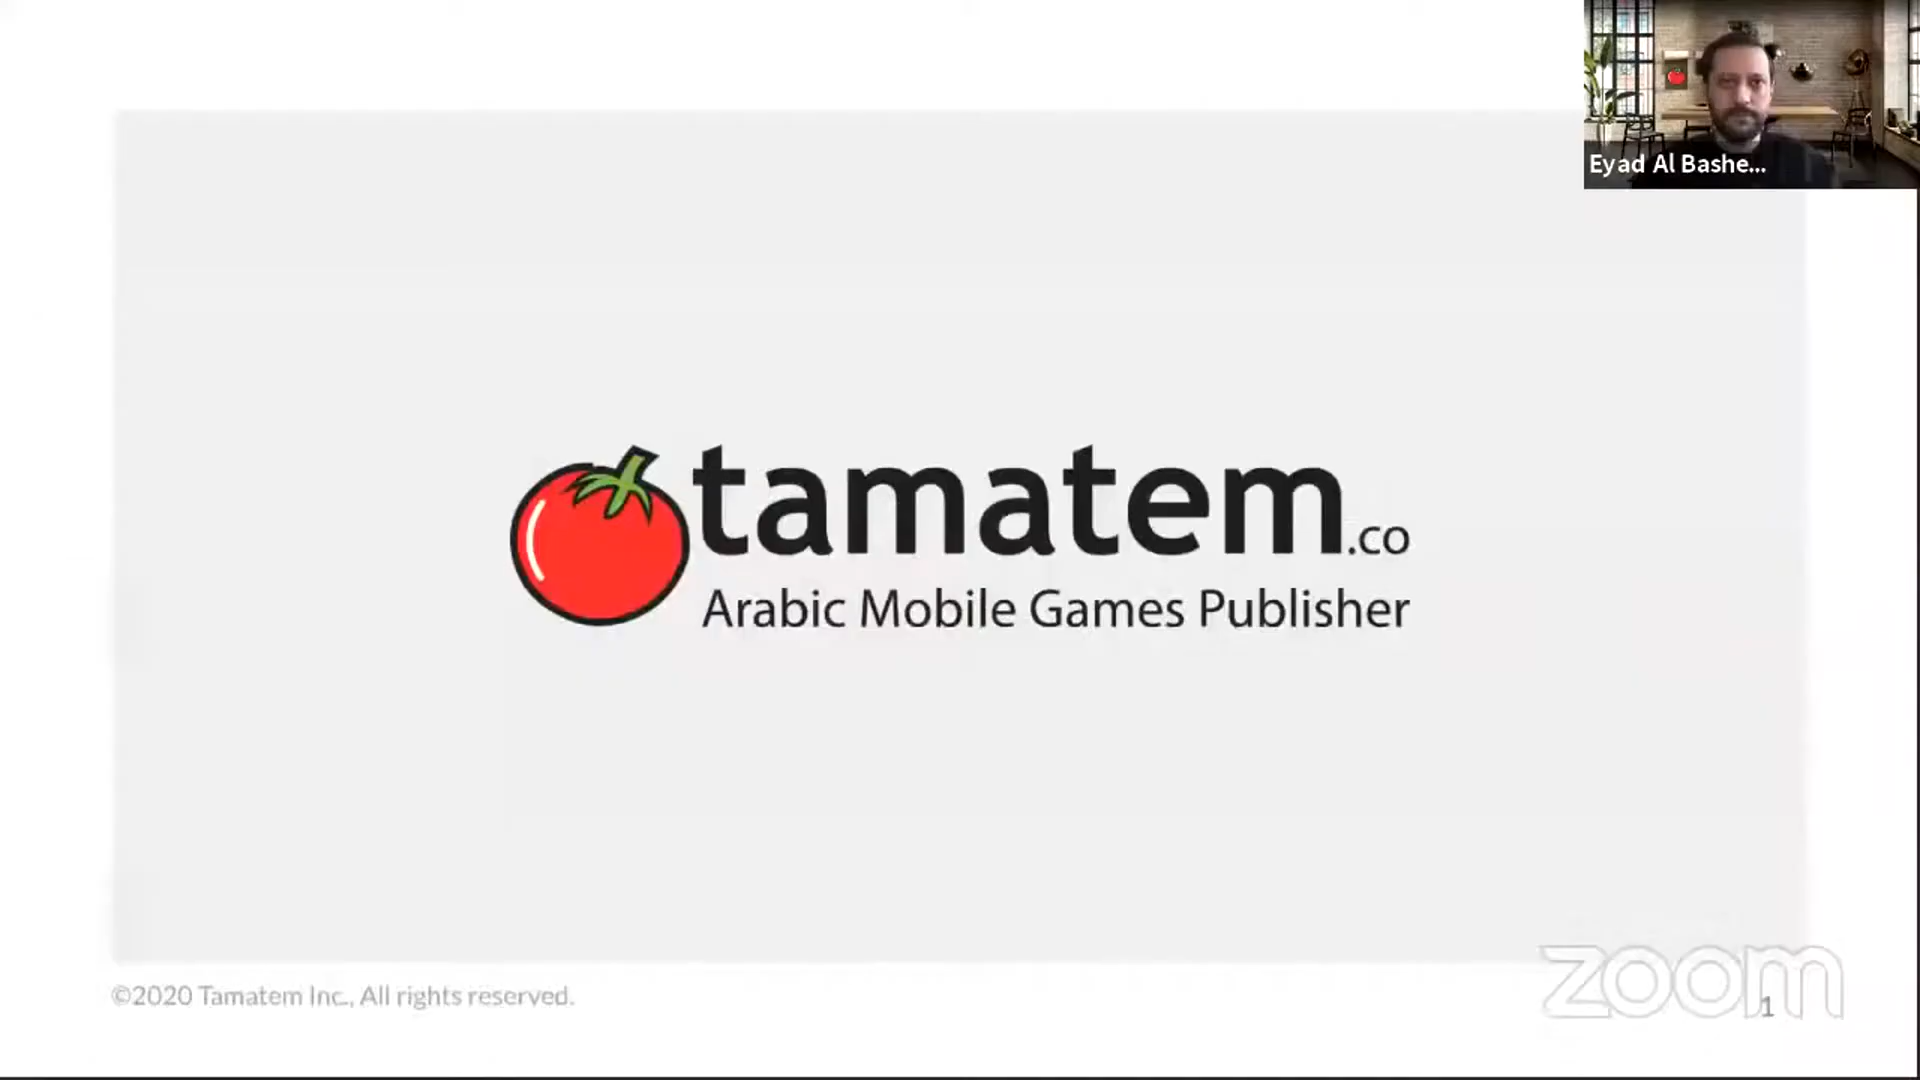 Eyad Al Bashe...
tamatem.co
Arabic Mobile Games Publisher
©2020 Tamatem Inc., All rights reserved.
zoom
1